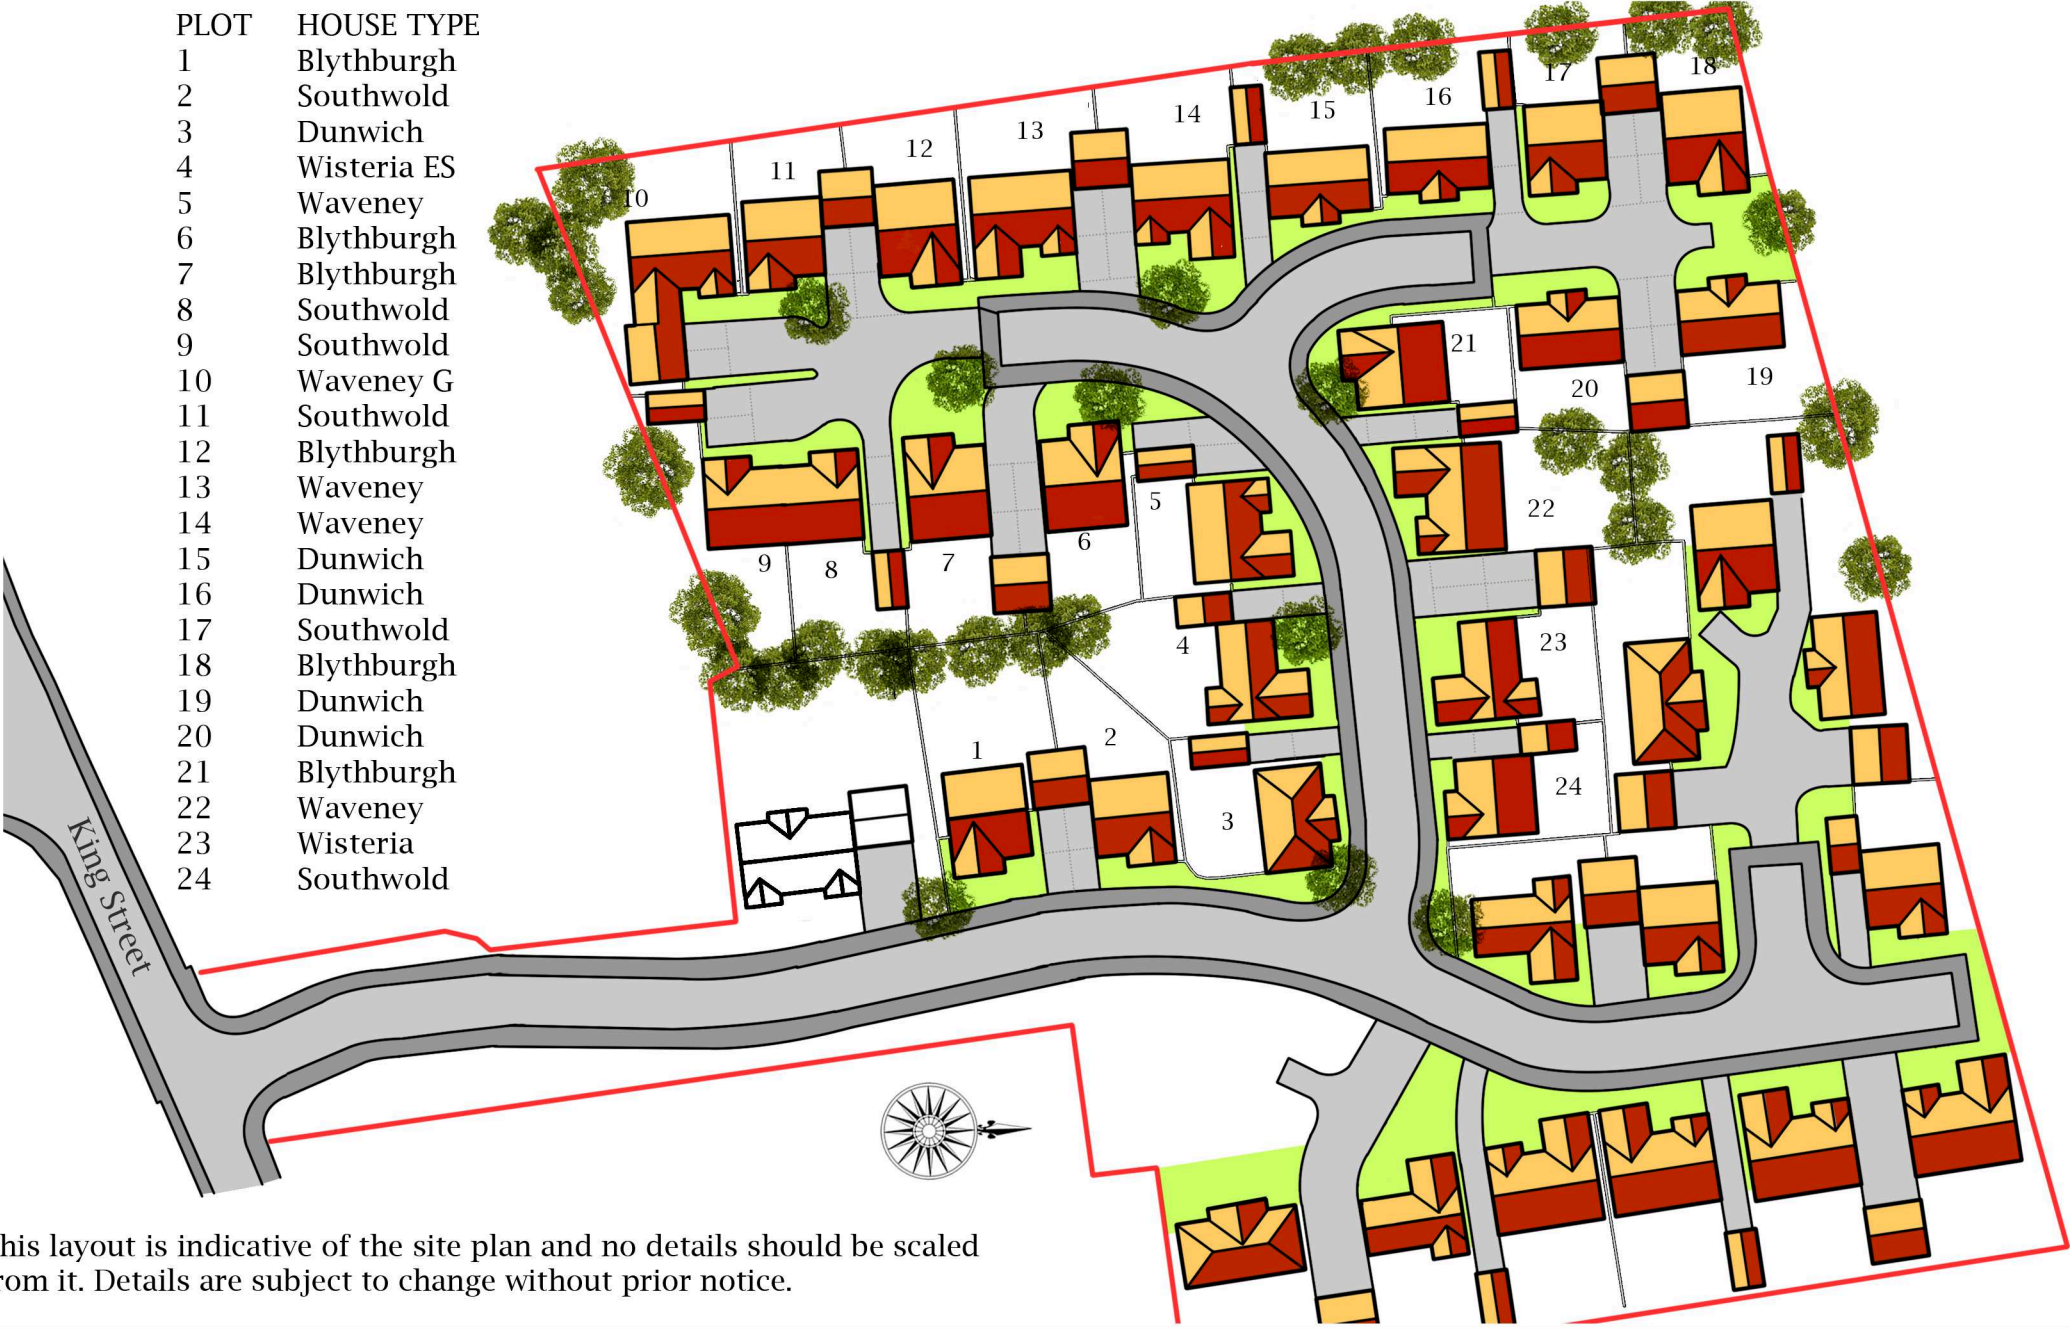 PLOT HOUSE TYPE
1 Blythburgh
2 Southwold
3 Dunwich
4 Wisteria ES
5 Waveney
6 Blythburgh
7 Blythburgh
8 Southwold
9 Southwold
10 Waveney G
11 Southwold
12 Blythburgh
13 Waveney
14 Waveney
15 Dunwich
16 Dunwich
17 Southwold
18 Blythburgh
19 Dunwich
20 Dunwich
21 Blythburgh
22 Waveney
23 Wisteria
24 Southwold
10
11
12
13
14
15
16
17
18
21
20
19
5
22
9
8
7
6
4
23
1
2
3
24
King Street
his layout is indicative of the site plan and no details should be scaled
rom it. Details are subject to change without prior notice.